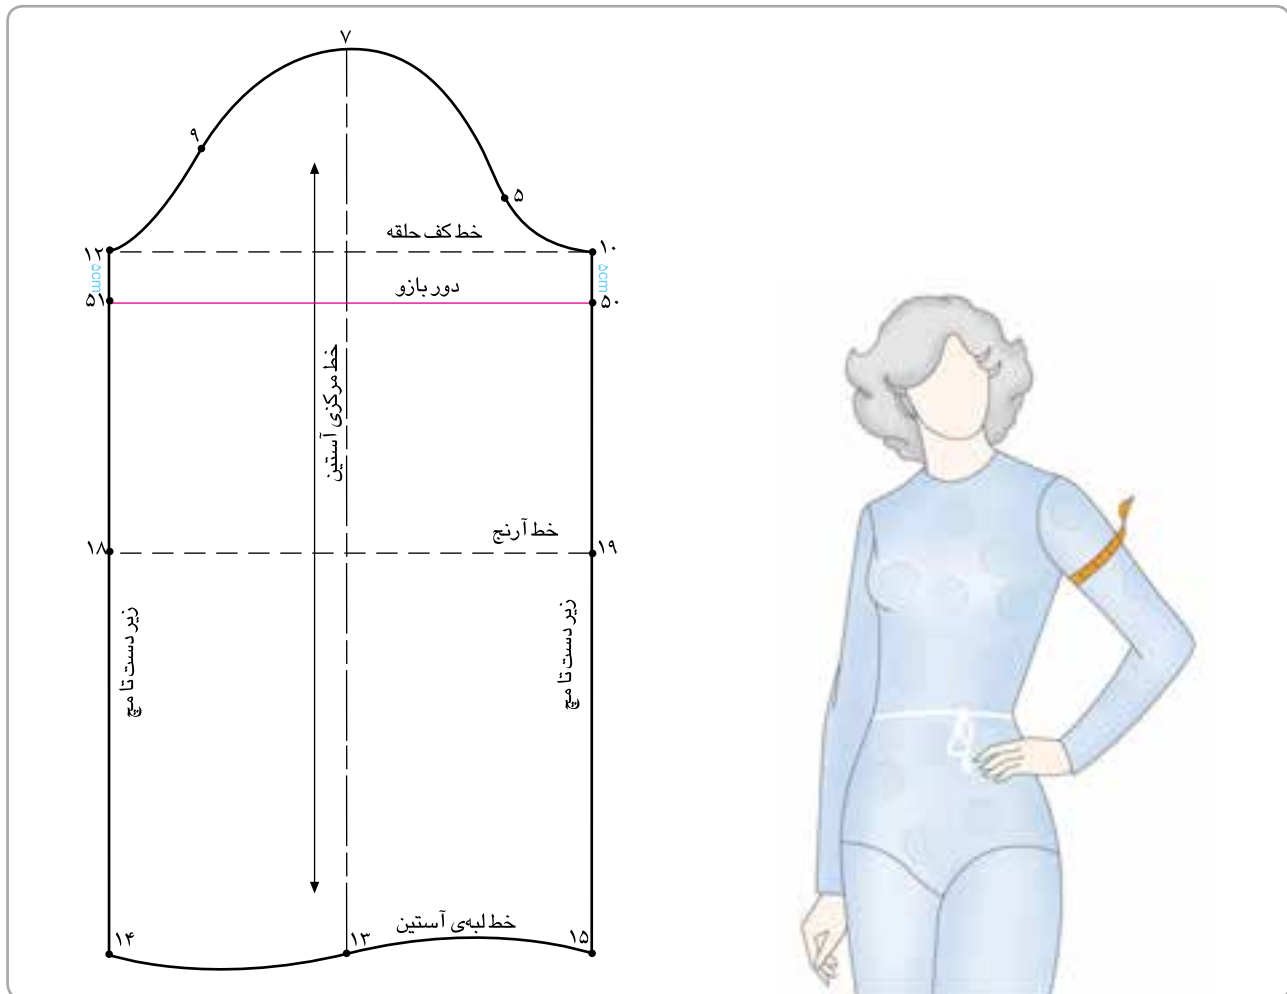 ۷
۹
۵
خط کف حلقه
۱۲
۱۰
۵cm
۵cm
دور بازو
۵۱
۵۰
خط مرکزی آستین
خط آرنج
۱۸
۱۹
زیر دست تا مچ
زیر دست تا مچ
خط لبه‌ی آستین
۱۴
۱۳
۱۵